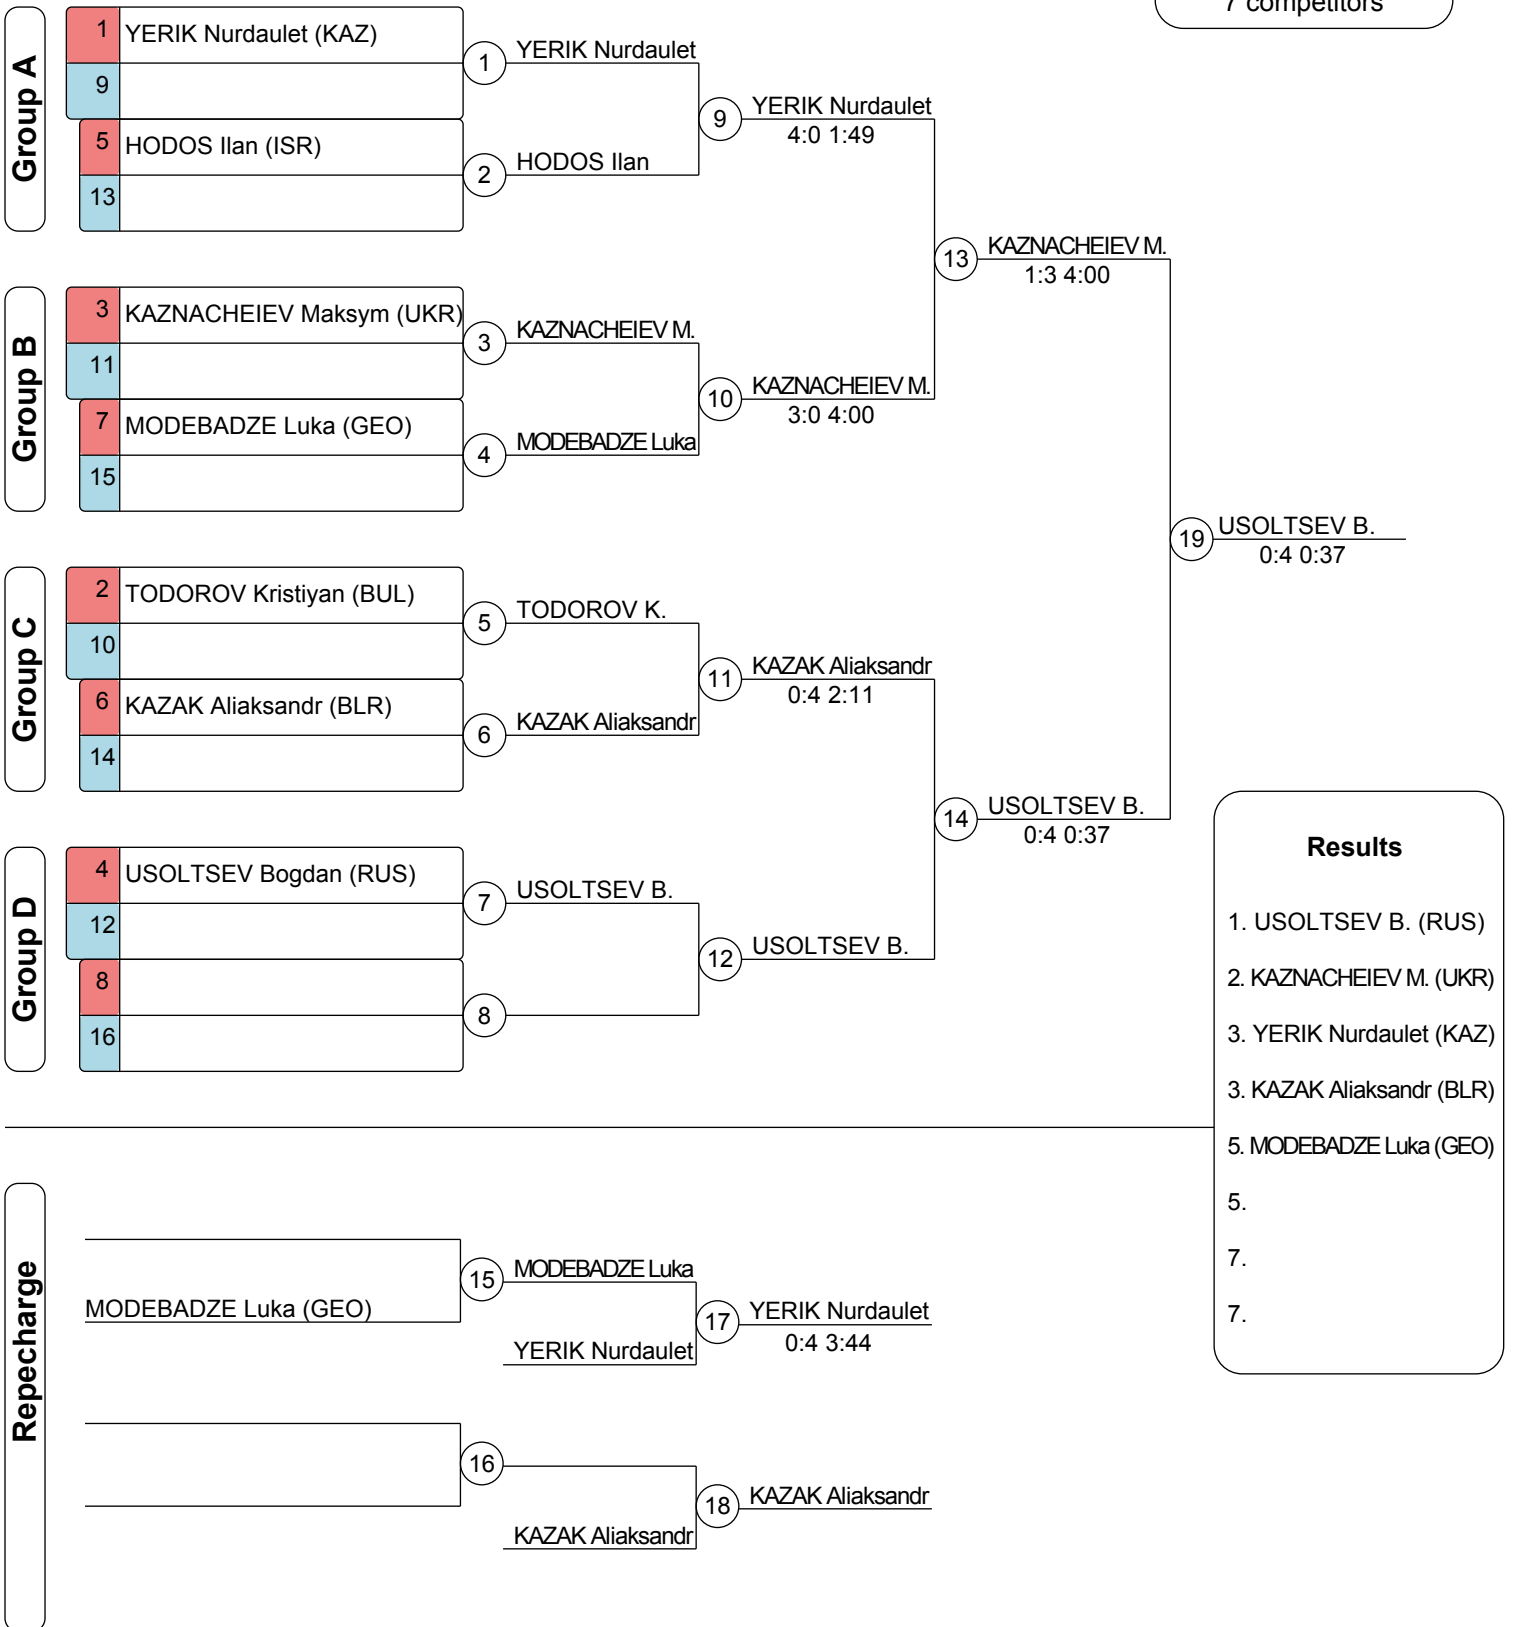 7 competitors
Group A
1 YERIK Nurdaulet (KAZ)
9
5 HODOS Ilan (ISR)
13
1 YERIK Nurdaulet
2 HODOS Ilan
9 YERIK Nurdaulet
4:0 1:49
Group B
3 KAZNACHEIEV Maksym (UKR)
11
7 MODEBADZE Luka (GEO)
15
3 KAZNACHEIEV M.
4 MODEBADZE Luka
10 KAZNACHEIEV M.
3:0 4:00
13 KAZNACHEIEV M.
1:3 4:00
Group C
2 TODOROV Kristiyan (BUL)
10
6 KAZAK Aliaksandr (BLR)
14
5 TODOROV K.
6 KAZAK Aliaksandr
11 KAZAK Aliaksandr
0:4 2:11
Group D
4 USOLTSEV Bogdan (RUS)
12
8
16
7 USOLTSEV B.
8
12 USOLTSEV B.
14 USOLTSEV B.
0:4 0:37
19 USOLTSEV B.
0:4 0:37
Results
1. USOLTSEV B. (RUS)
2. KAZNACHEIEV M. (UKR)
3. YERIK Nurdaulet (KAZ)
3. KAZAK Aliaksandr (BLR)
5. MODEBADZE Luka (GEO)
5.
7.
7.
Repecharge
MODEBADZE Luka (GEO)
15 MODEBADZE Luka
YERIK Nurdaulet
17 YERIK Nurdaulet
0:4 3:44
16
KAZAK Aliaksandr
18 KAZAK Aliaksandr